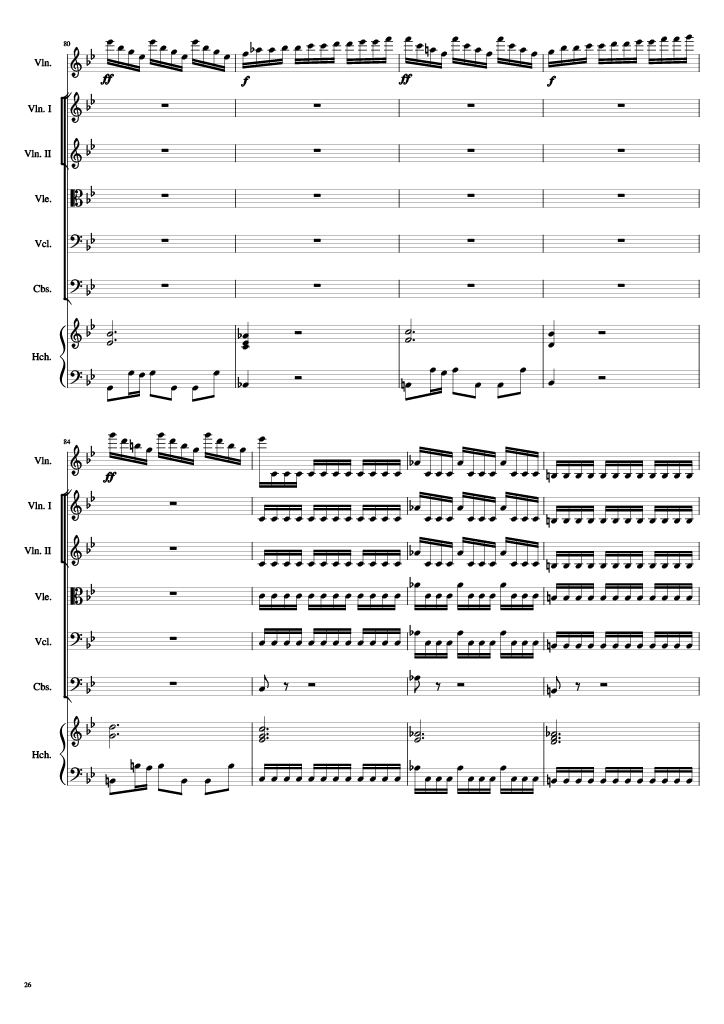 80
Vln.
ff
f
ff
f
Vln. I
Vln. II
Vle.
Vcl.
Cbs.
Hch.
84
Vln.
ff
Vln. I
Vln. II
Vle.
Vcl.
Cbs.
Hch.
26